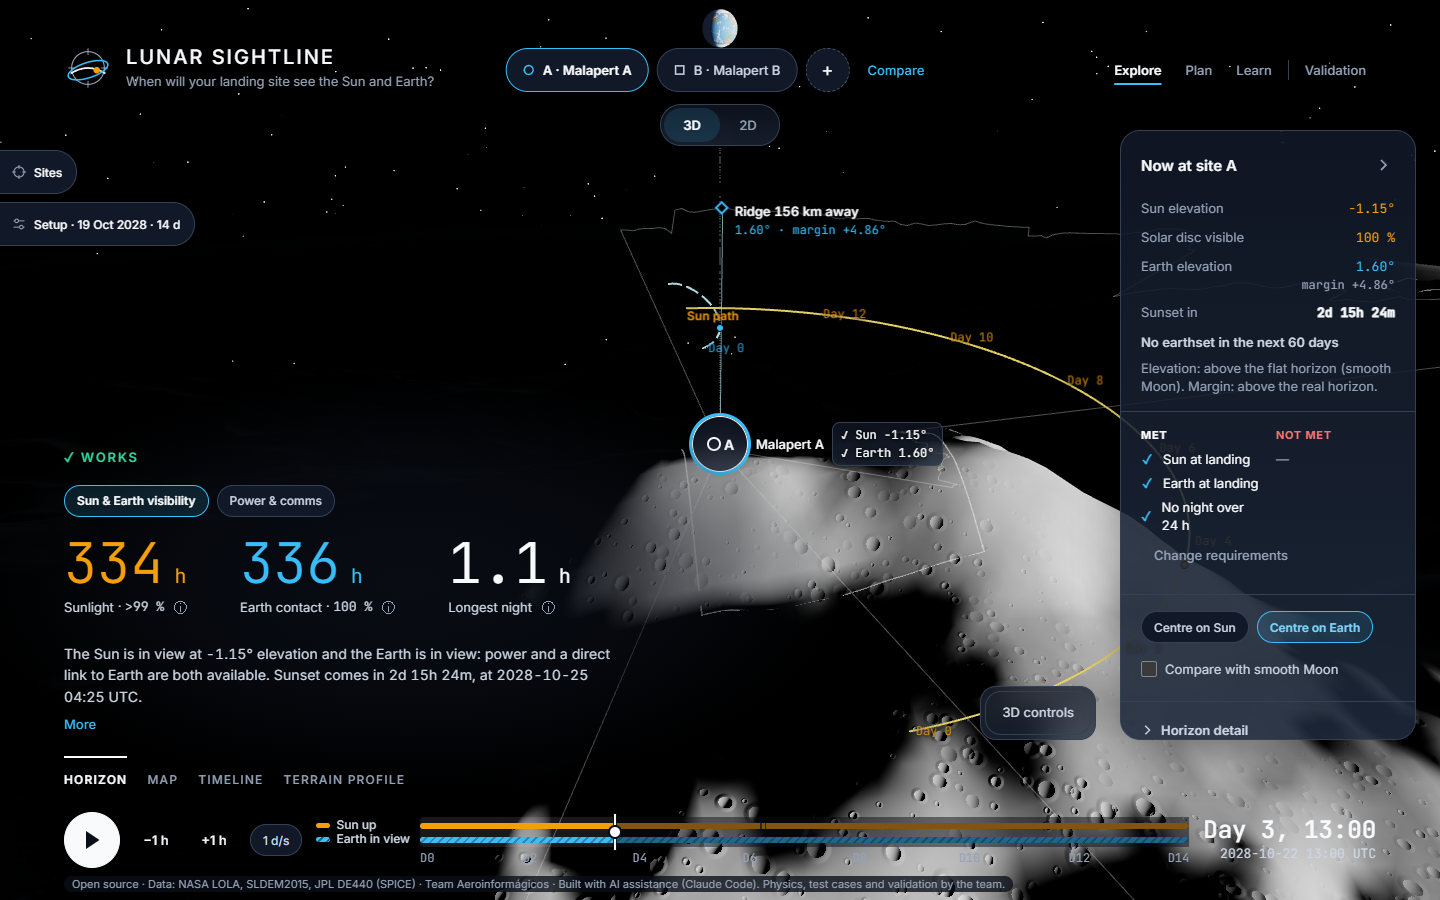 LUNAR SIGHTLINE
When will your landing site see the Sun and Earth?
A · Malapert A
B · Malapert B
+
Compare
Explore
Plan
Learn
Validation
3D
2D
Sites
Setup · 19 Oct 2028 · 14 d
Ridge 156 km away
1.60° · margin +4.86°
Sun path
Day 12
Day 10
Day 8
Day 0
A
Malapert A
✓ Sun -1.15°
✓ Earth 1.60°
Now at site A
Sun elevation
-1.15°
Solar disc visible
100 %
Earth elevation
1.60°
margin +4.86°
Sunset in
2d 15h 24m
No earthset in the next 60 days
Elevation: above the flat horizon (smooth
Moon). Margin: above the real horizon.
MET
NOT MET
✓ Sun at landing
—
✓ Earth at landing
✓ No night over
24 h
Day 4
Change requirements
Centre on Sun
Centre on Earth
Compare with smooth Moon
Horizon detail
3D controls
Day 0
✓ WORKS
Sun & Earth visibility
Power & comms
334 h
336 h
1.1 h
Sunlight · >99 %
Earth contact · 100 %
Longest night
The Sun is in view at -1.15° elevation and the Earth is in view: power and a direct
link to Earth are both available. Sunset comes in 2d 15h 24m, at 2028-10-25
04:25 UTC.
More
HORIZON
MAP
TIMELINE
TERRAIN PROFILE
−1 h
+1 h
1 d/s
Sun up
Earth in view
D0
D2
D4
D6
D10
D12
D14
Day 3, 13:00
2028-10-22 13:00 UTC
Open source · Data: NASA LOLA, SLDEM2015, JPL DE440 (SPICE) · Team Aeroinformágicos · Built with AI assistance (Claude Code). Physics, test cases and validation by the team.